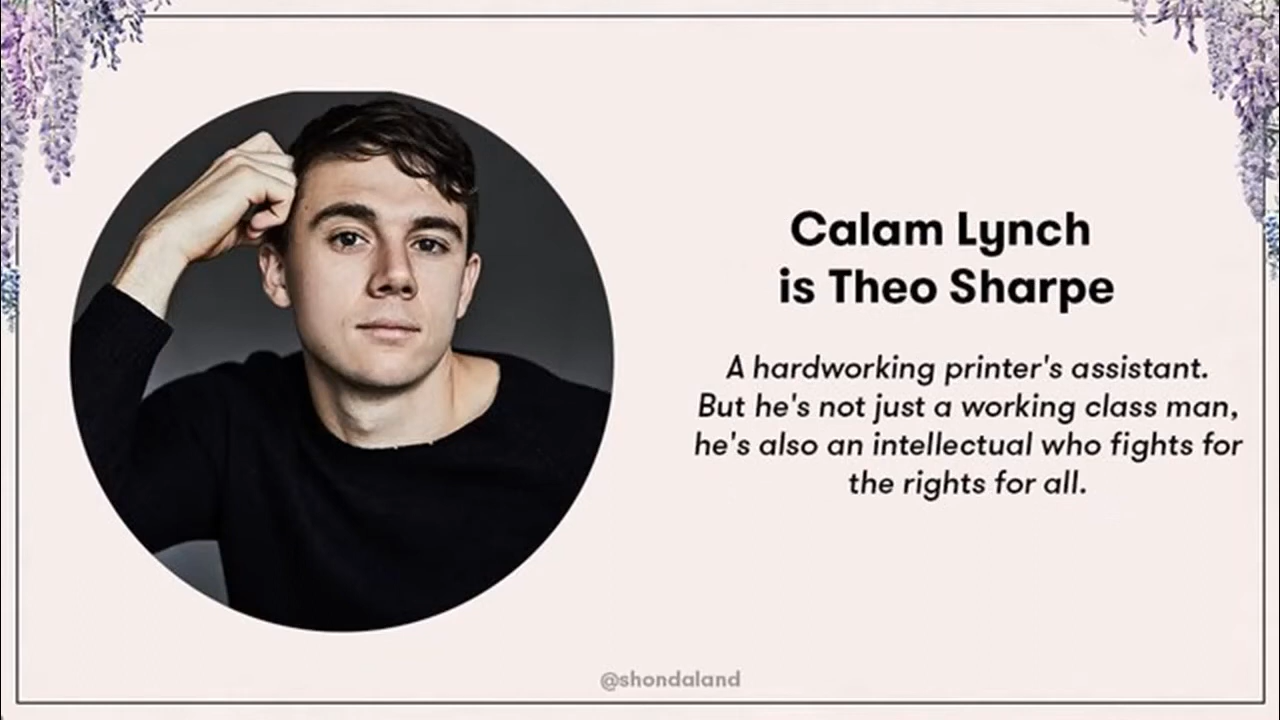 Calam Lynch
is Theo Sharpe
A hardworking printer's assistant.
But he's not just a working class man,
he's also an intellectual who fights for
the rights for all.
@shondaland